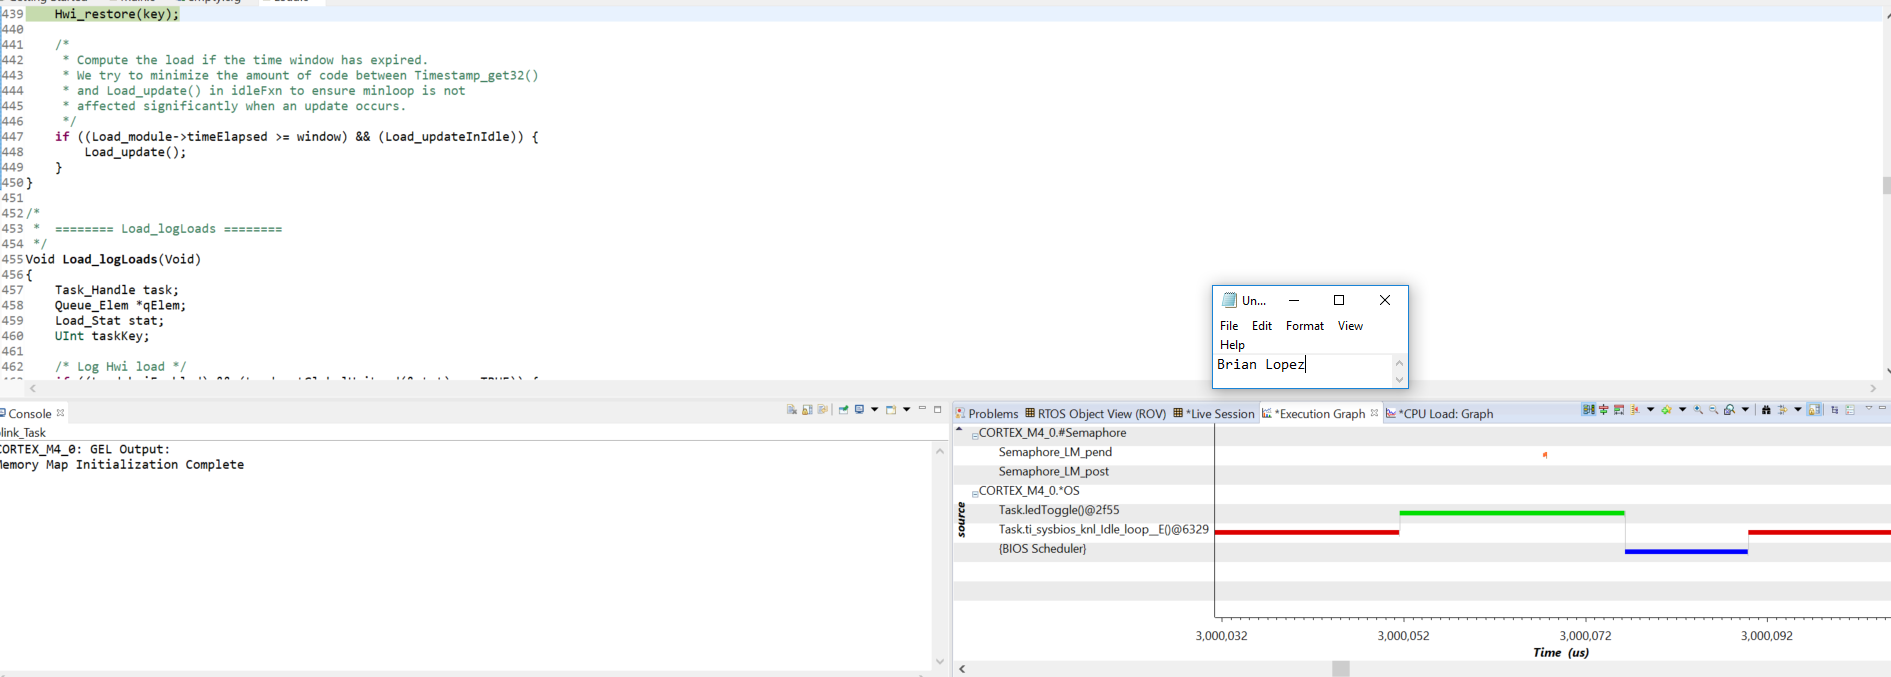 439    Hwi_restore(key);
440
441    /*
442     * Compute the load if the time window has expired.
443     * We try to minimize the amount of code between Timestamp_get32()
444     * and Load_update() in idleFxn to ensure minloop is not
445     * affected significantly when an update occurs.
446     */
447    if ((Load_module->timeElapsed >= window) && (Load_updateInIdle)) {
448        Load_update();
449    }
450 }
451
452 /*
453 *  ======== Load_logLoads ========
454 */
455 Void Load_logLoads(Void)
456 {
457    Task_Handle task;
458    Queue_Elem *qElem;
459    Load_Stat stat;
460    UInt taskKey;
461
462    /* Log Hwi load */
Un...
File Edit Format View
Help
Brian Lopez
Console
link_Task
CORTEX_M4_0: GEL Output:
Memory Map Initialization Complete
Problems RTOS Object View (ROV) *Live Session *Execution Graph *CPU Load: Graph
CORTEX_M4_0.#Semaphore
Semaphore_LM_pend
Semaphore_LM_post
CORTEX_M4_0.*OS
Task.ledToggle()@2f55
Task.ti_sysbios_knl_Idle_loop__E()@6329
{BIOS Scheduler}
source
3,000,032 3,000,052 3,000,072 3,000,092
Time (us)